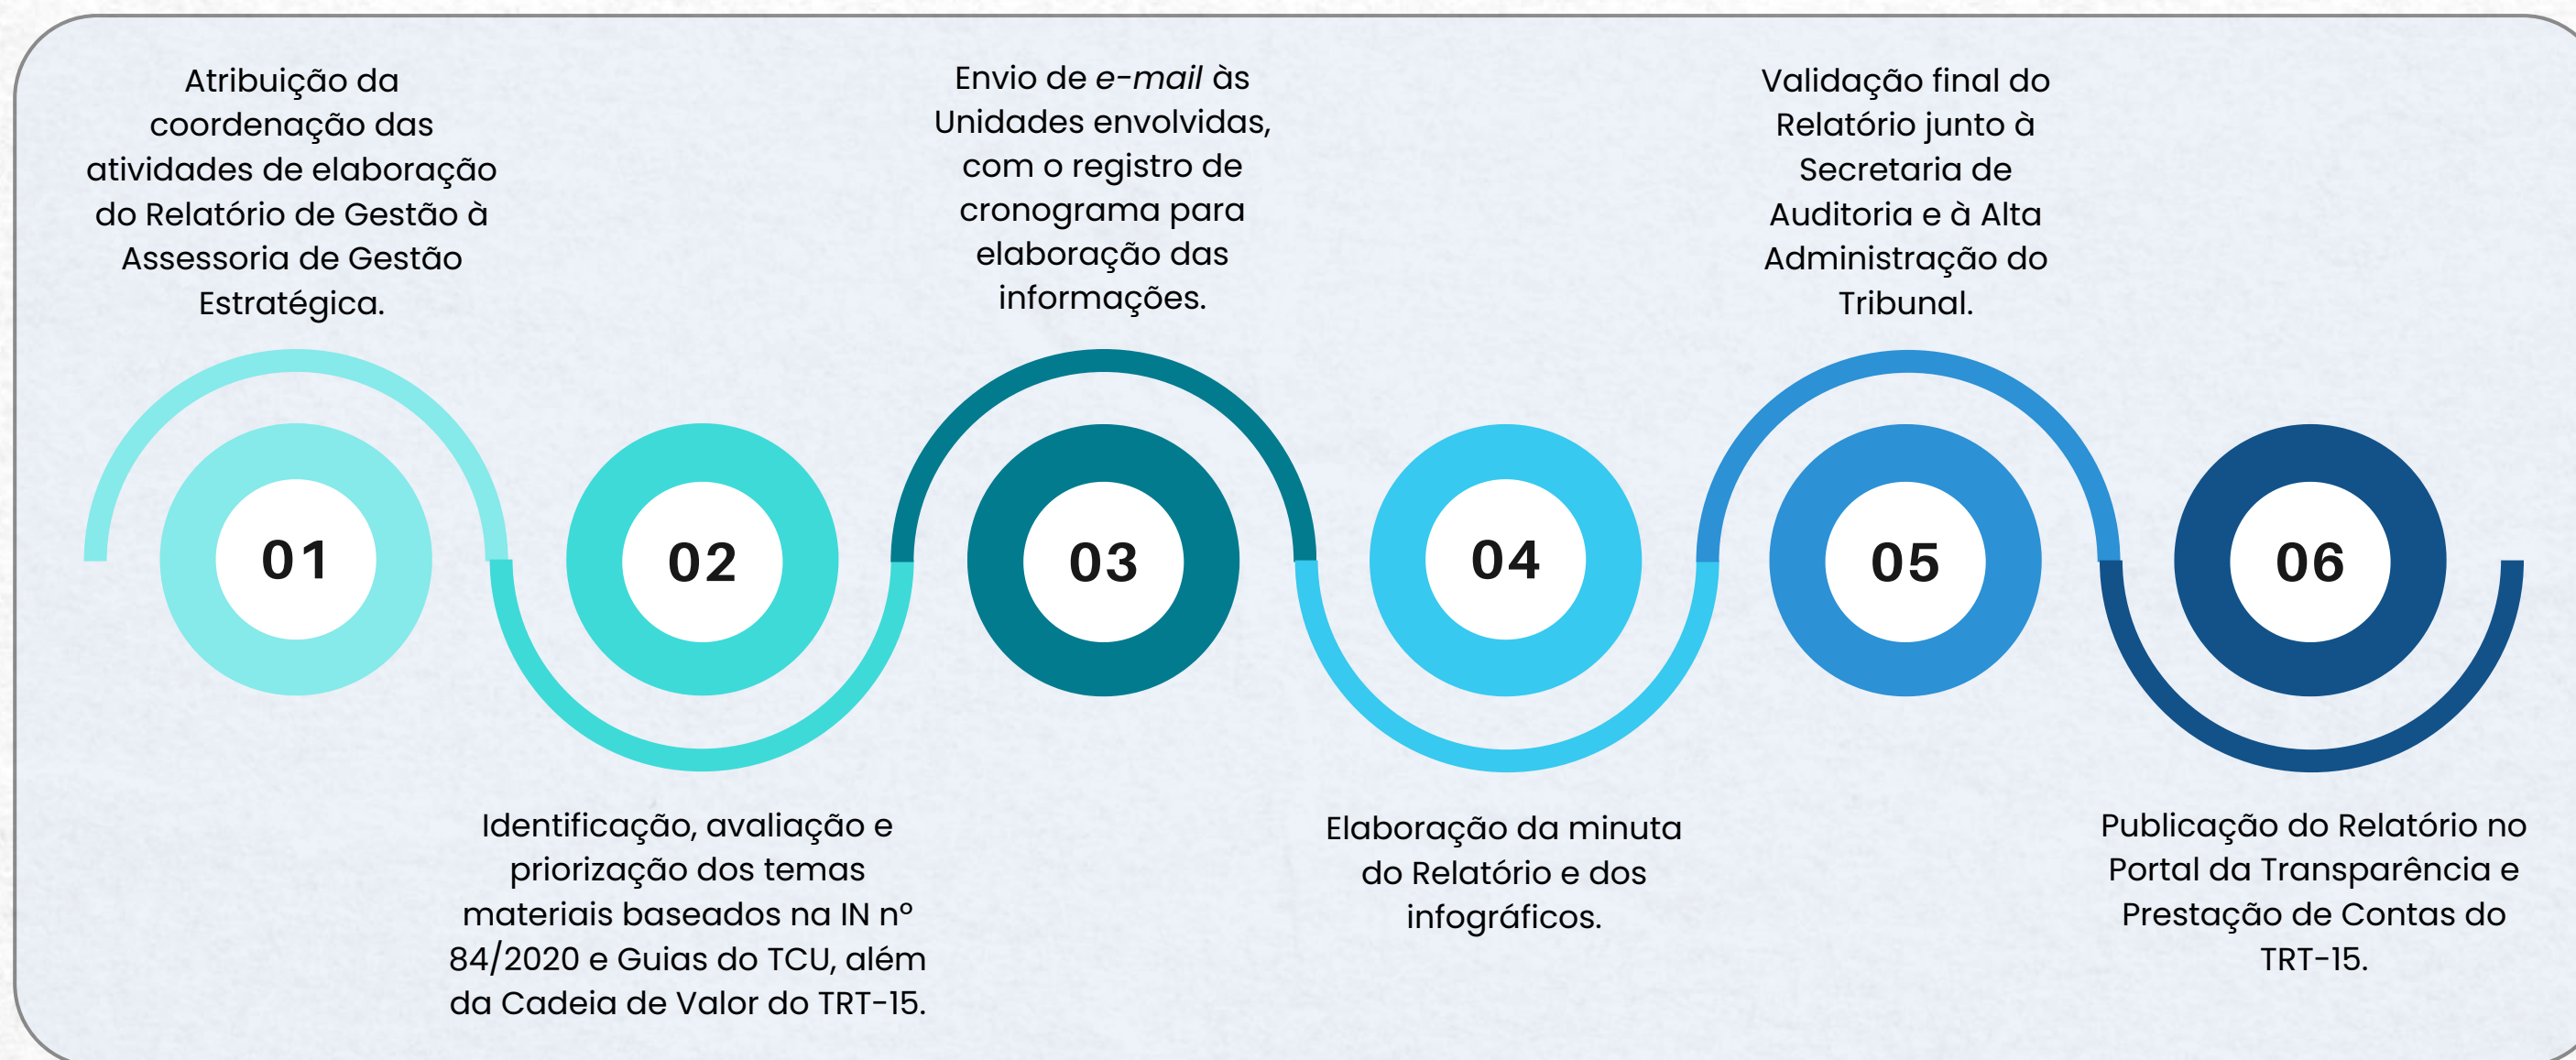 Atribuição da
coordenação das
atividades de elaboração
do Relatório de Gestão à
Assessoria de Gestão
Estratégica.
01
Identificação, avaliação e
priorização dos temas
materiais baseados na IN nº
84/2020 e Guias do TCU, além
da Cadeia de Valor do TRT-15.
02
Envio de e-mail às
Unidades envolvidas,
com o registro de
cronograma para
elaboração das
informações.
03
Elaboração da minuta
do Relatório e dos
infográficos.
04
Validação final do
Relatório junto à
Secretaria de
Auditoria e à Alta
Administração do
Tribunal.
05
Publicação do Relatório no
Portal da Transparência e
Prestação de Contas do
TRT-15.
06